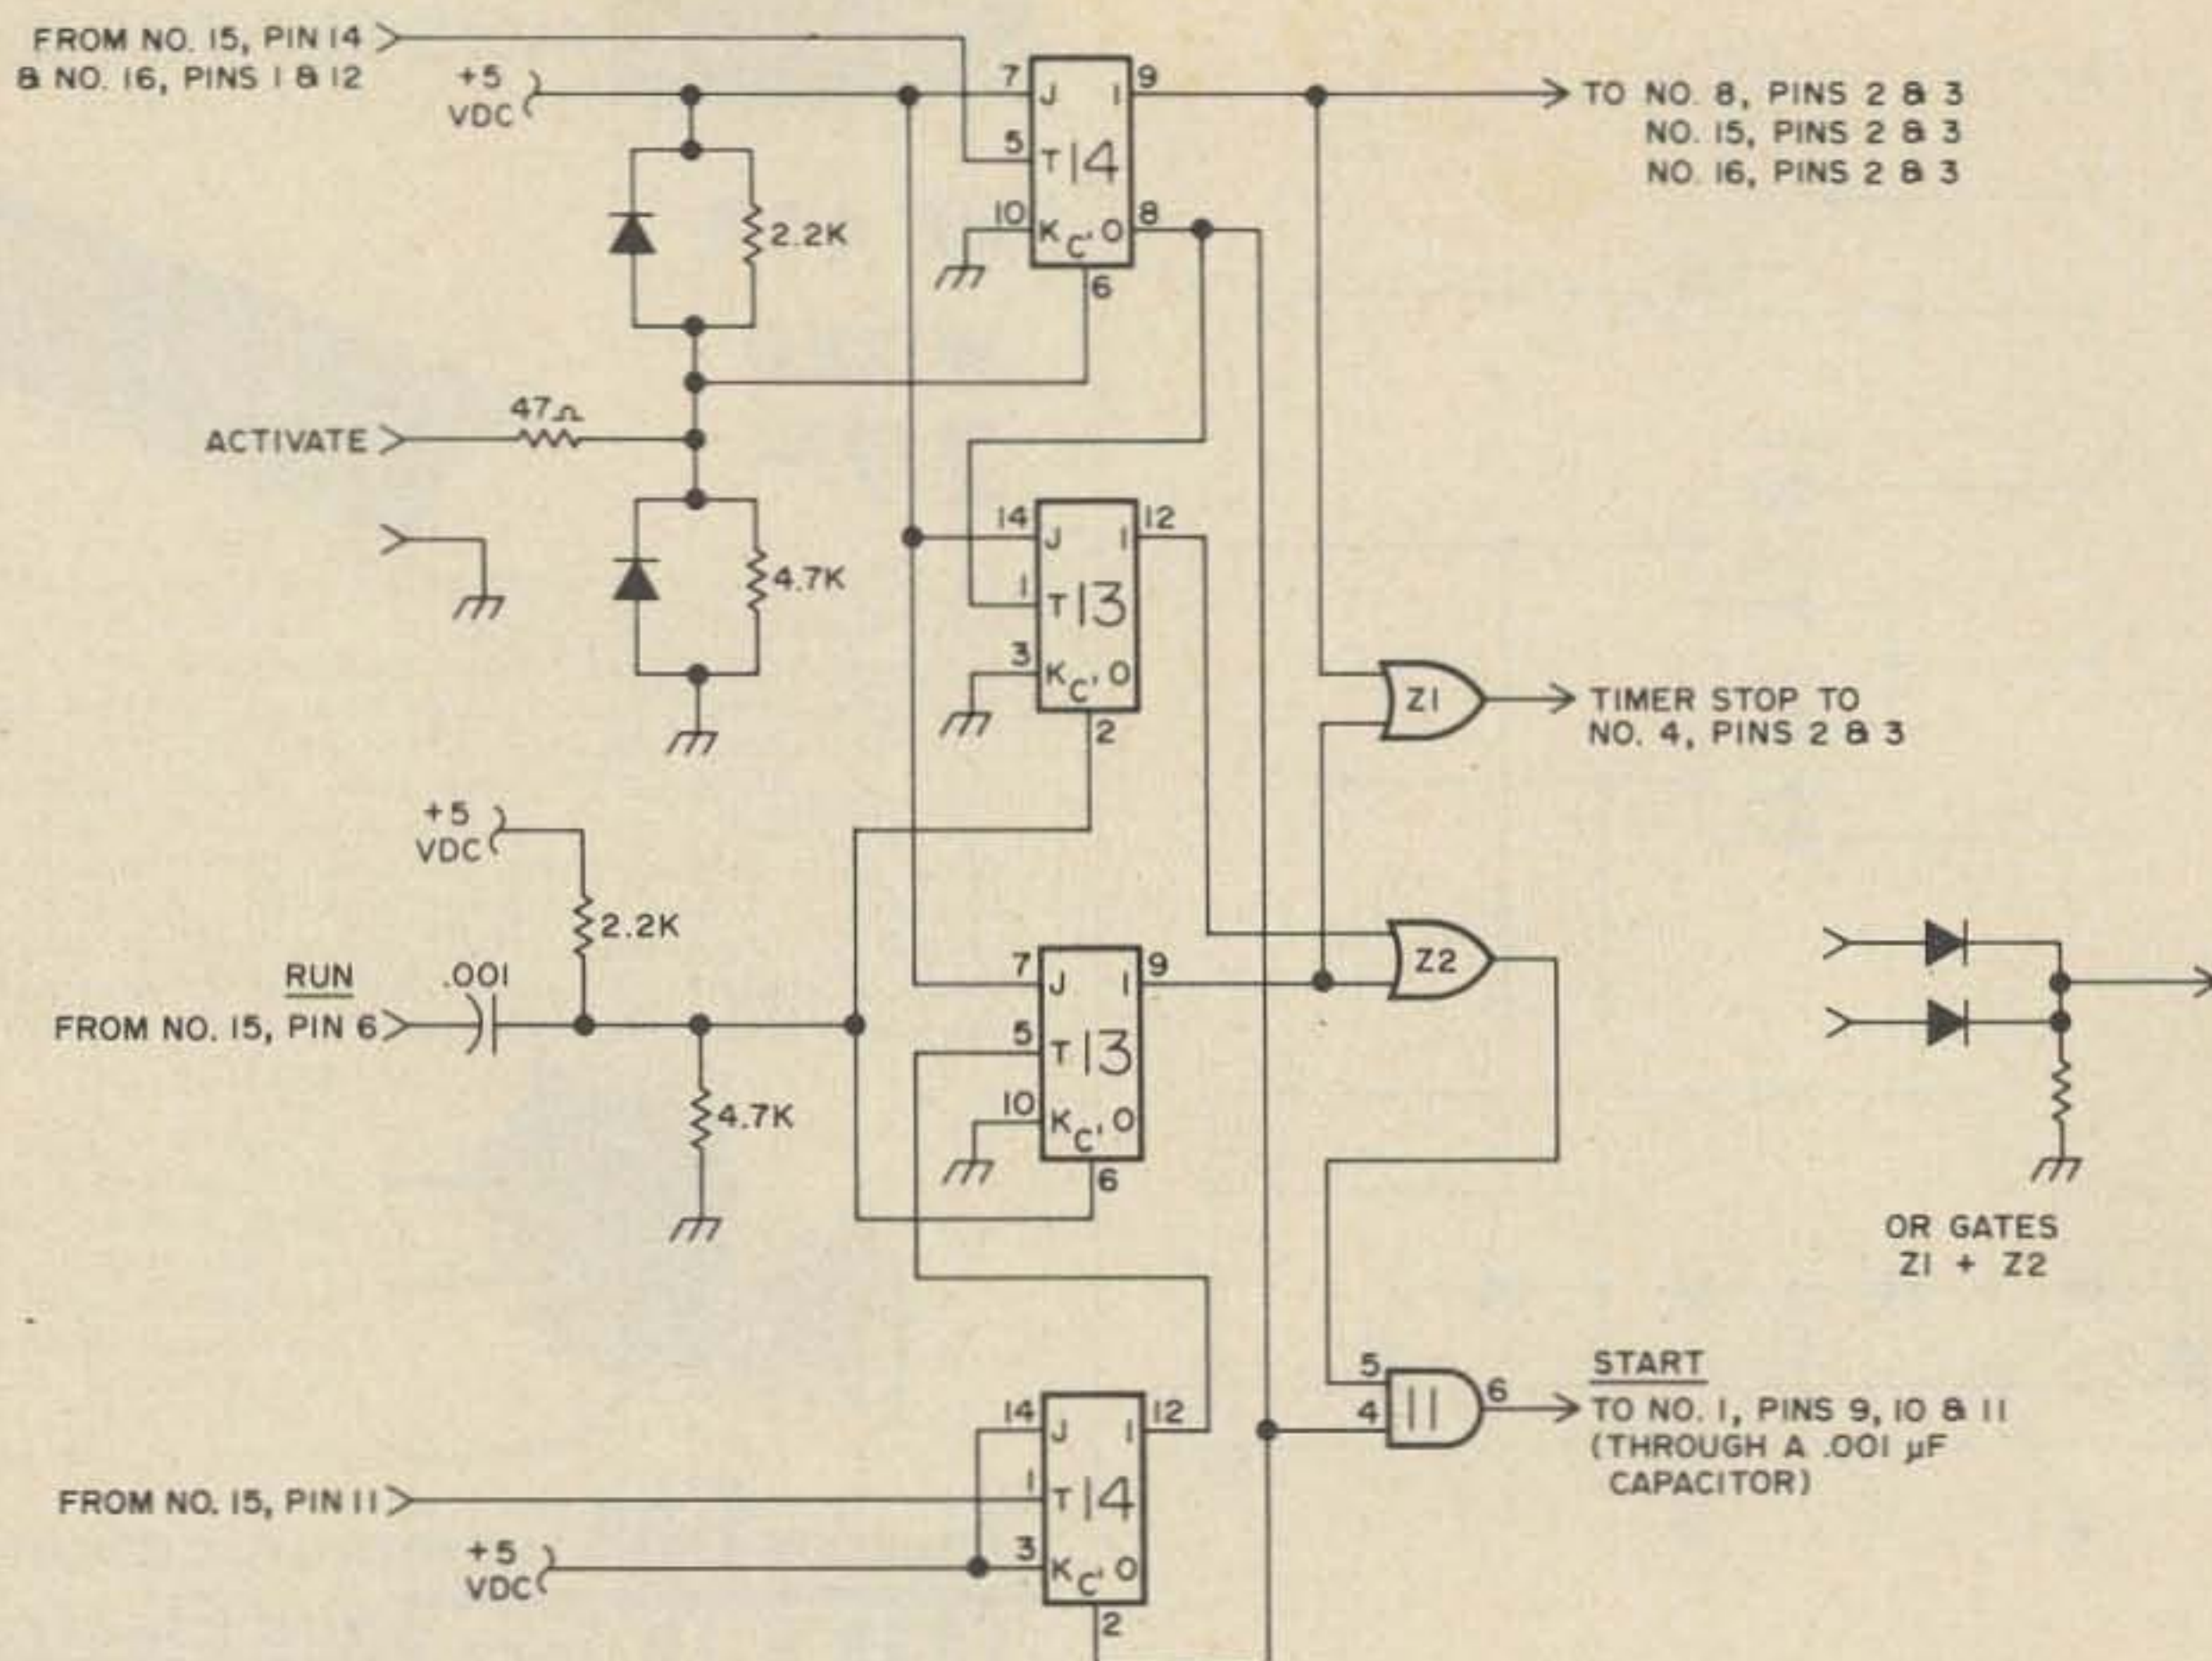 FROM NO. 15, PIN 14
& NO. 16, PINS 1 & 12
+5
VDC
7
J
1
9
TO NO. 8, PINS 2 & 3
NO. 15, PINS 2 & 3
NO. 16, PINS 2 & 3
5
T
14
10
K
C'
0
8
6
2.2K
47Ω
ACTIVATE
14
J
1
12
1
T
13
3
K
C'
0
2
4.7K
Z1
TIMER STOP TO
NO. 4, PINS 2 & 3
+5
VDC
2.2K
RUN
.001
FROM NO. 15, PIN 6
4.7K
7
J
1
9
5
T
13
10
K
C'
0
6
Z2
OR GATES
Z1 + Z2
5
4
11
6
START
TO NO. 1, PINS 9, 10 & 11
(THROUGH A .001 µF
CAPACITOR)
14
J
1
12
FROM NO. 15, PIN 11
1
T
14
+5
VDC
3
K
C'
0
2